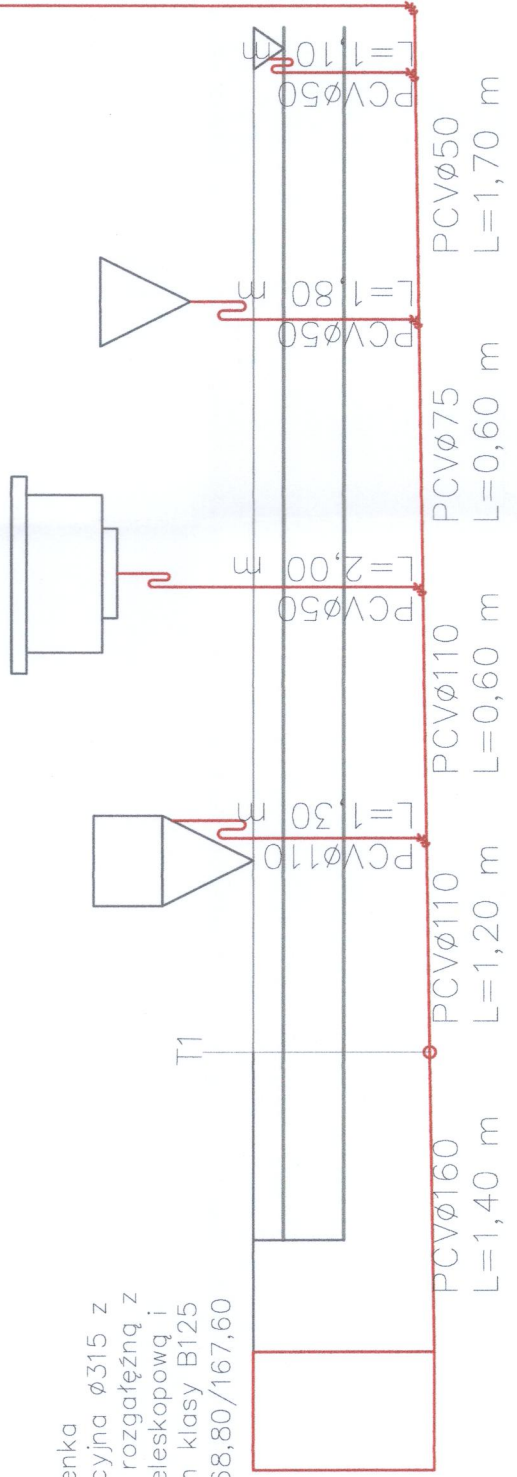 enka
cyjna ø315 z
rozgałęźną z
eleskopową i
klasy B125
68,80/167,60
T1
PCVø160
L=1,40 m
PCVø110
L=1,20 m
PCVø110
L=0,60 m
PCVø75
L=0,60 m
PCVø50
L=1,70 m
PCVø110
L=1,30 m
PCVø50
L=2,00 m
PCVø50
L=1,80 m
PCVø50
L=1,10 m